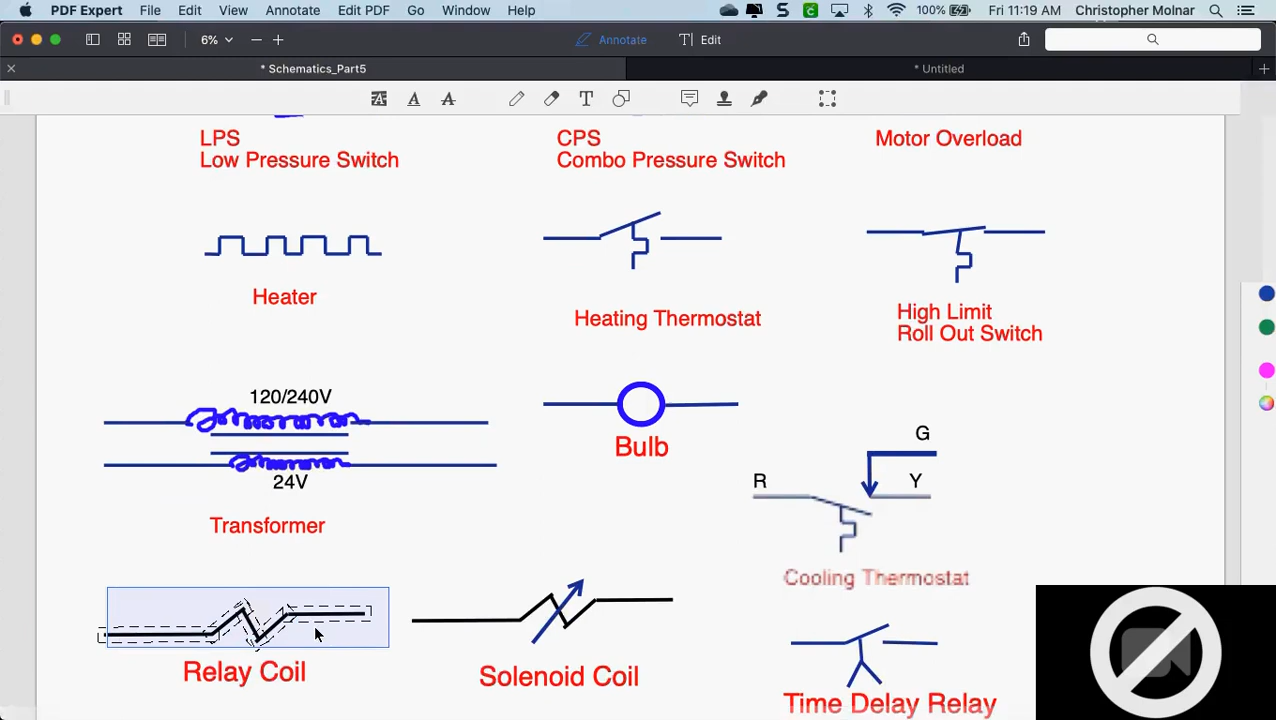 PDF Expert File Edit View Annotate Edit PDF Go Window Help 100% Fri 11:19 AM Christopher Molnar
6% Annotate Edit
* Schematics_Part5 * Untitled
LPS
Low Pressure Switch
CPS
Combo Pressure Switch
Motor Overload
Heater
Heating Thermostat
High Limit
Roll Out Switch
120/240V
24V
Transformer
Bulb
G
R Y
Cooling Thermostat
Relay Coil
Solenoid Coil
Time Delay Relay